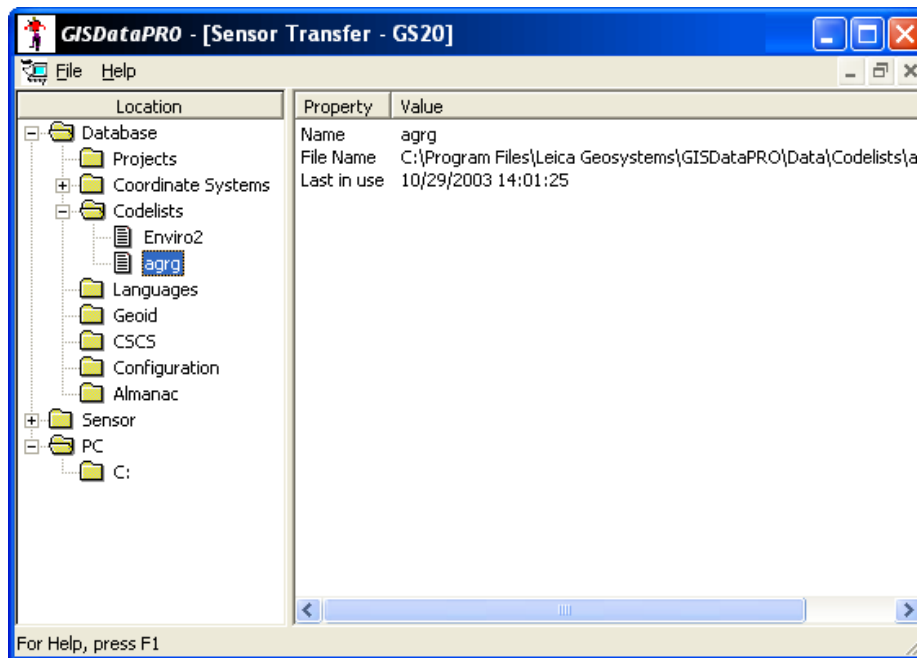 GISDataPRO - [Sensor Transfer - GS20]
File Help
Location
Database
Projects
Coordinate Systems
Codelists
Enviro2
agrg
Languages
Geoid
CSCS
Configuration
Almanac
Sensor
PC
C:
Property Value
Name agrg
File Name C:\Program Files\Leica Geosystems\GISDataPRO\Data\Codelists\a
Last in use 10/29/2003 14:01:25
For Help, press F1